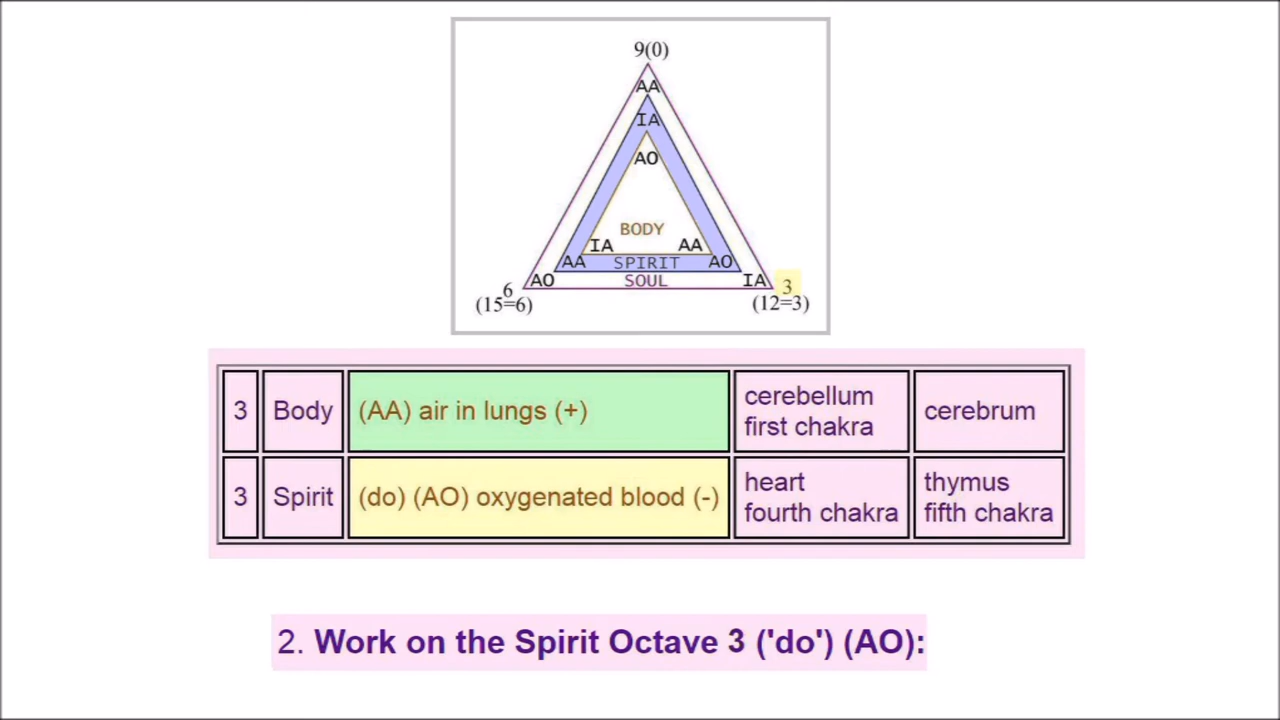 9(0)
AA
IA
AO
BODY
IA AA
AA SPIRIT AO
AO SOUL IA
6 3
(15=6) (12=3)
3 Body (AA) air in lungs (+) cerebellum first chakra cerebrum
3 Spirit (do) (AO) oxygenated blood (-) heart fourth chakra thymus fifth chakra
2. Work on the Spirit Octave 3 ('do') (AO):